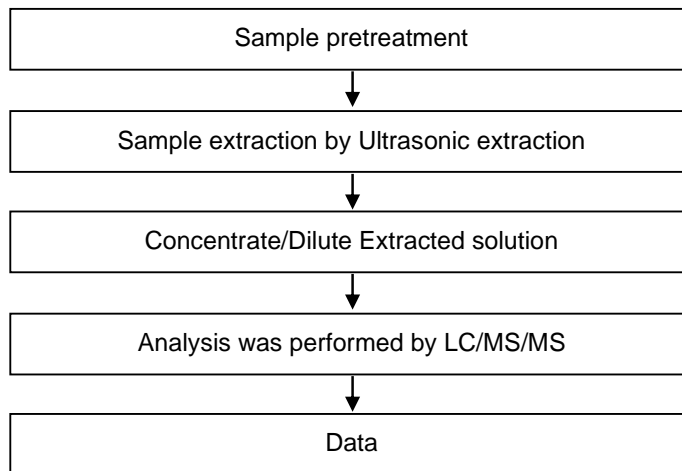 Sample pretreatment
Sample extraction by Ultrasonic extraction
Concentrate/Dilute Extracted solution
Analysis was performed by LC/MS/MS
Data